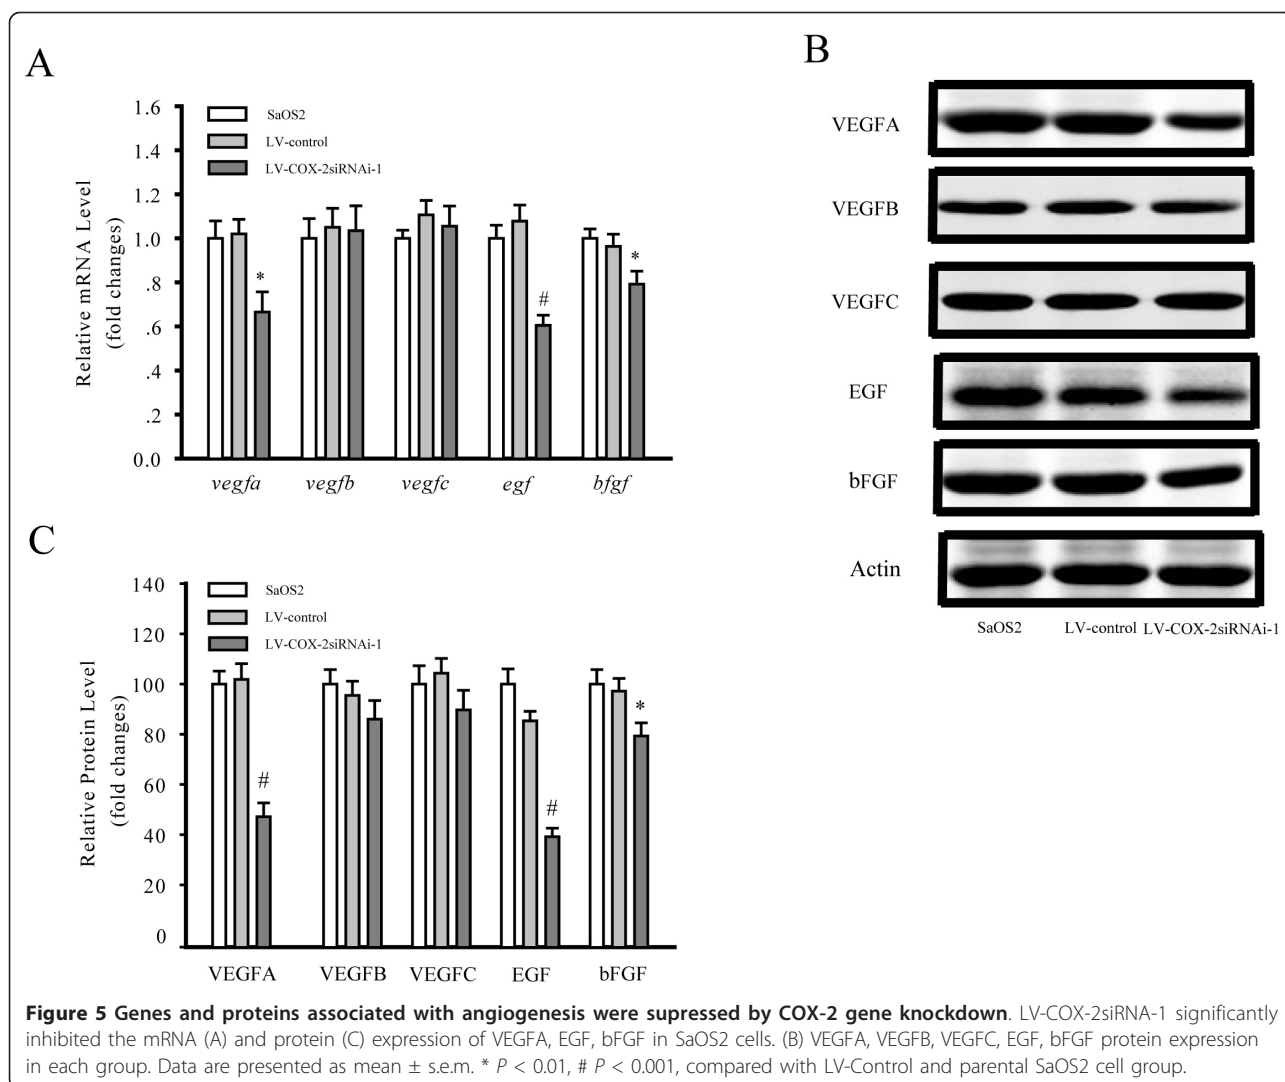 A
1.6
1.4
1.2
1.0
.8
.6
.4
.2
0.0
Relative mRNA Level
(fold changes)
SaOS2
LV-control
LV-COX-2siRNAi-1
*
#
*
vegfa vegfb vegfc egf bfgf
B
VEGFA
VEGFB
VEGFC
EGF
bFGF
Actin
SaOS2 LV-control LV-COX-2siRNAi-1
C
140
120
100
80
60
40
20
0
Relative Protein Level
(fold changes)
SaOS2
LV-control
LV-COX-2siRNAi-1
#
#
*
VEGFA VEGFB VEGFC EGF bFGF
Figure 5 Genes and proteins associated with angiogenesis were supressed by COX-2 gene knockdown. LV-COX-2siRNA-1 significantly
inhibited the mRNA (A) and protein (C) expression of VEGFA, EGF, bFGF in SaOS2 cells. (B) VEGFA, VEGFB, VEGFC, EGF, bFGF protein expression
in each group. Data are presented as mean ± s.e.m. * P < 0.01, # P < 0.001, compared with LV-Control and parental SaOS2 cell group.